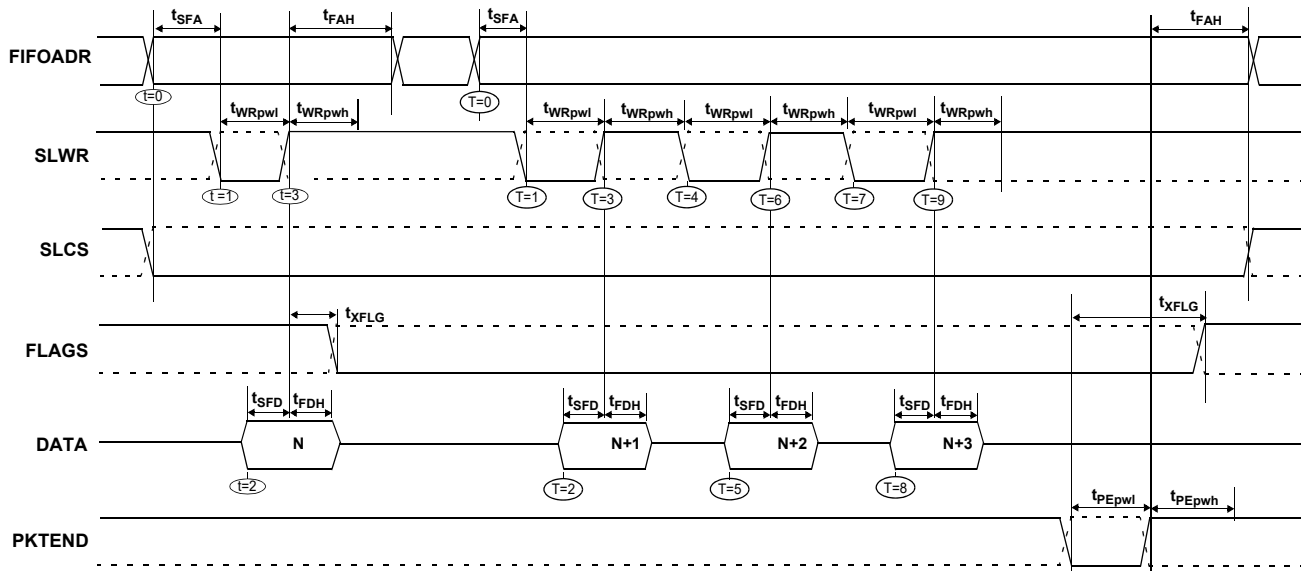 tSFA tFAH tSFA tFAH
FIFOADR
t=0 T=0
tWRpwl tWRpwh tWRpwl tWRpwh tWRpwl tWRpwh tWRpwl tWRpwh
SLWR
t =1 t=3 T=1 T=3 T=4 T=6 T=7 T=9
SLCS
tXFLG tXFLG
FLAGS
tSFD tFDH tSFD tFDH tSFD tFDH tSFD tFDH
DATA N N+1 N+2 N+3
t=2 T=2 T=5 T=8
tPEpwl tPEpwh
PKTEND